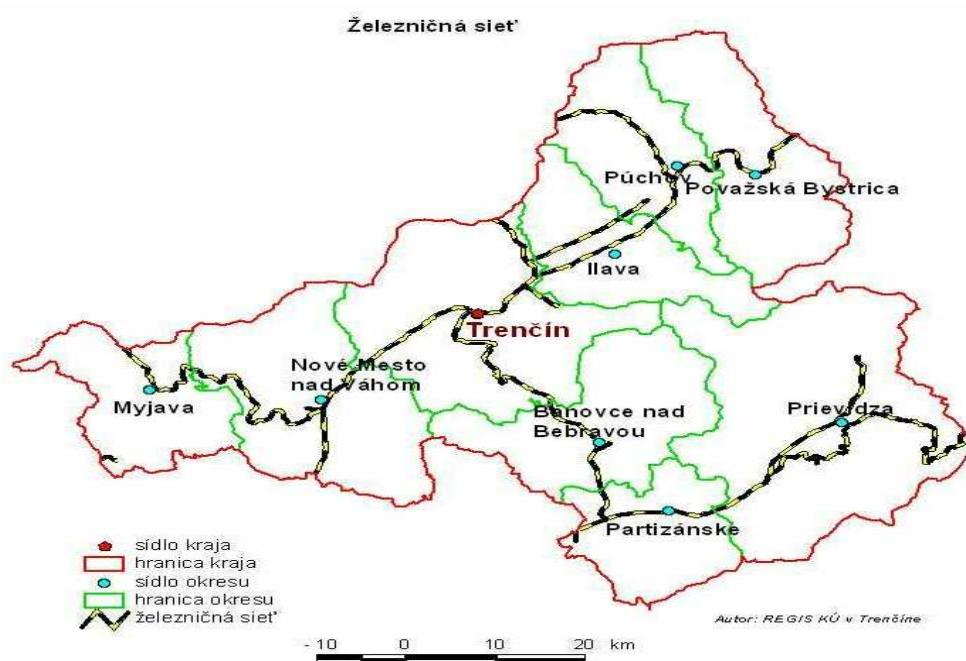 Železničná sieť
Púchov
Považská Bystrica
Ilava
Trenčín
Nové Mesto
nad Váhom
Myjava
Bánovce nad
Bebravou
Prievidza
Partizánske
sídlo kraja
hranica kraja
sídlo okresu
hranica okresu
železničná sieť
Autor: REGIS KÚ v Trenčíne
- 10 0 10 20 km